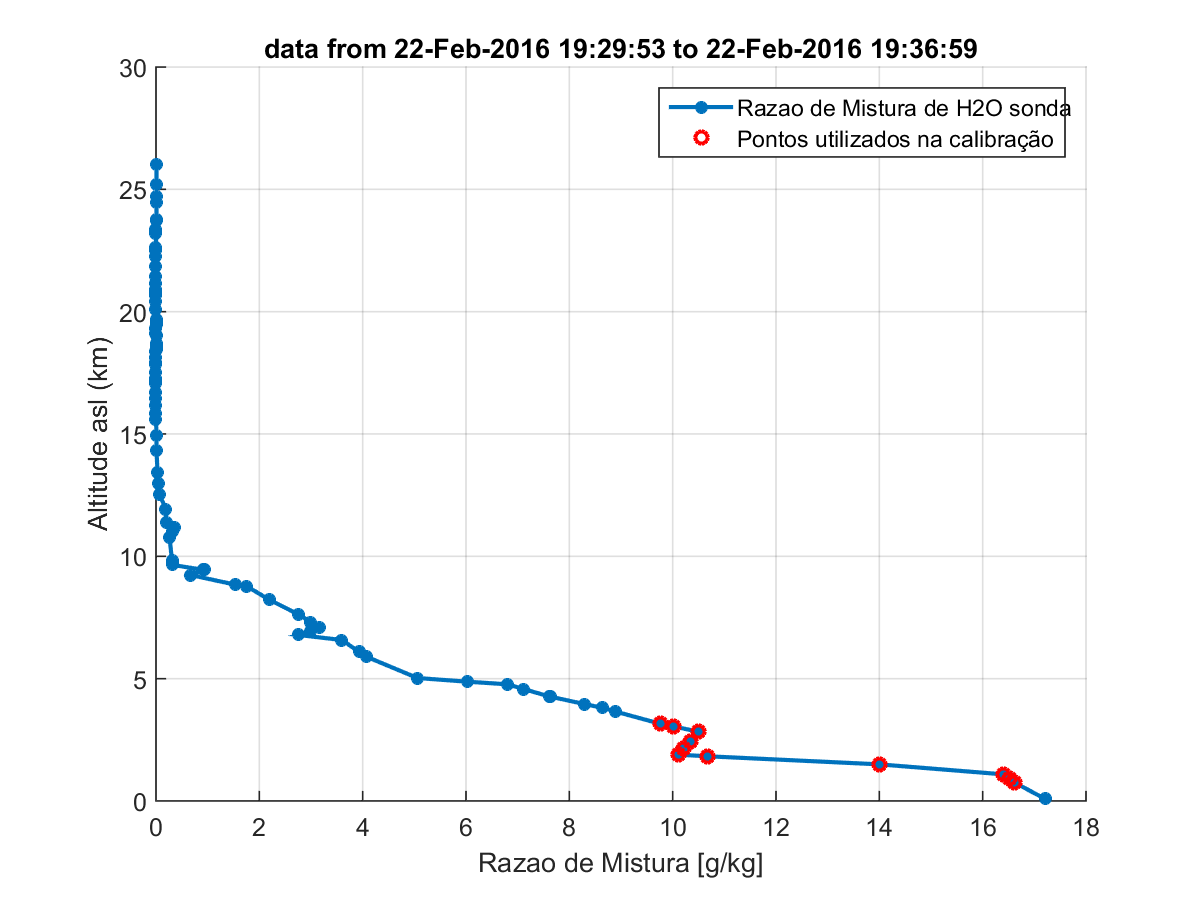 data from 22-Feb-2016 19:29:53 to 22-Feb-2016 19:36:59
30
25
20
15
10
5
0
Altitude asl (km)
Razao de Mistura de H2O sonda
Pontos utilizados na calibração
0 2 4 6 8 10 12 14 16 18
Razao de Mistura [g/kg]